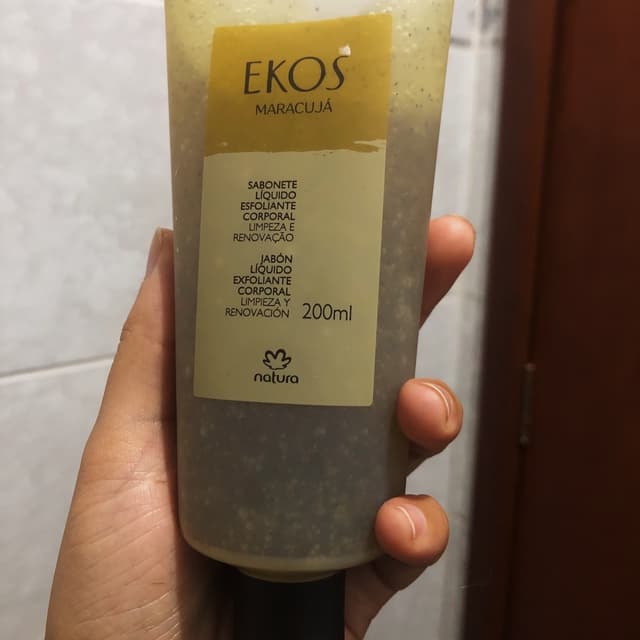 EKOS
MARACUJÁ
SABONETE
LÍQUIDO
ESFOLIANTE
CORPORAL
LIMPEZA E
RENOVAÇÃO
JABÓN
LÍQUIDO
EXFOLIANTE
CORPORAL
LIMPIEZA Y
RENOVACIÓN
200ml
natura